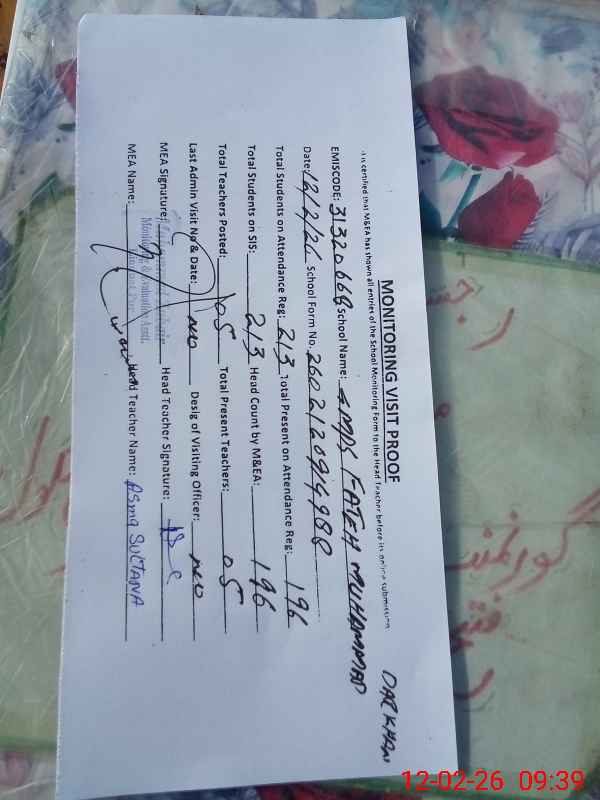 MONITORING VISIT PROOF
It is certified that M&EA has shown all entries of the School Monitoring Form to the Head Teacher before its online submission
EMISCODE: 31320668 School Name: GMPS FATEH MUHAMMAD
Date: 12/2/26 School Form No. 260212094988
Total Students on Attendance Reg: 213 Total Present on Attendance Reg: 196
Total Students on SIS: 213 Head Count by M&EA: 196
Total Teachers Posted: 05 Total Present Teachers: 05
Last Admin Visit No & Date: NO Desig of Visiting Officer: NO
MEA Signature: Head Teacher Signature:
Monitoring & Evaluation Asstt.
MEA Name: Head Teacher Name: ASma SULTANA
گورنمنٹ
12-02-26 09:39